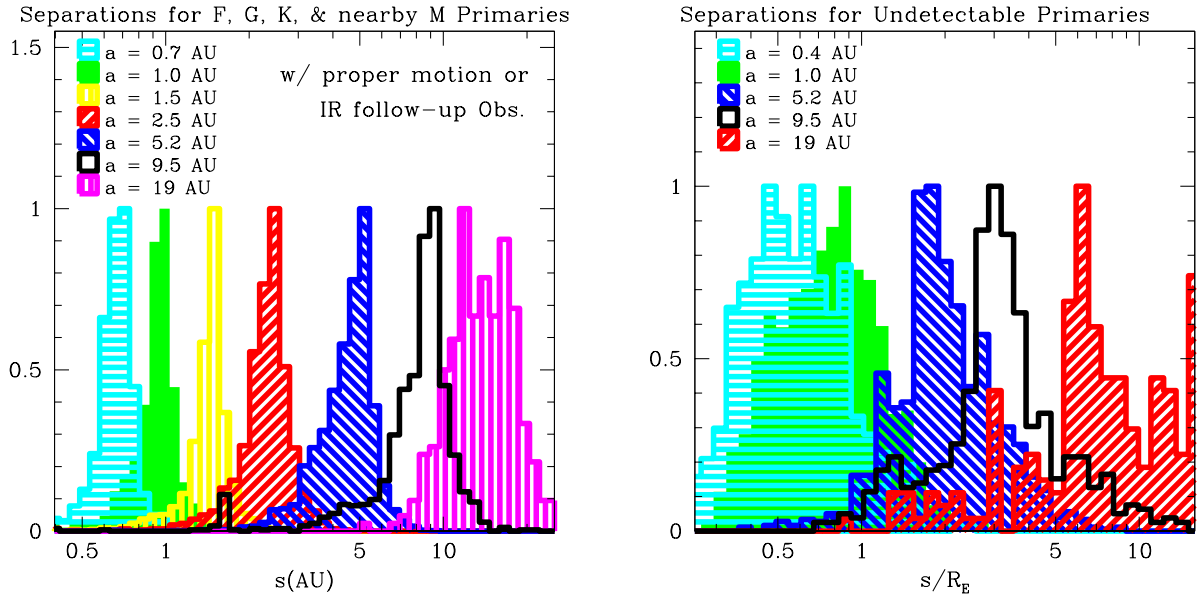 Separations for F, G, K, & nearby M Primaries
1.5
a = 0.7 AU
a = 1.0 AU
a = 1.5 AU
a = 2.5 AU
a = 5.2 AU
a = 9.5 AU
a = 19 AU
w/ proper motion or
IR follow-up Obs.
1
0.5
0
0.5 1 5 10
s(AU)
Separations for Undetectable Primaries
a = 0.4 AU
a = 1.0 AU
a = 5.2 AU
a = 9.5 AU
a = 19 AU
1
0.5
0
0.5 1 5 10
s/R_E